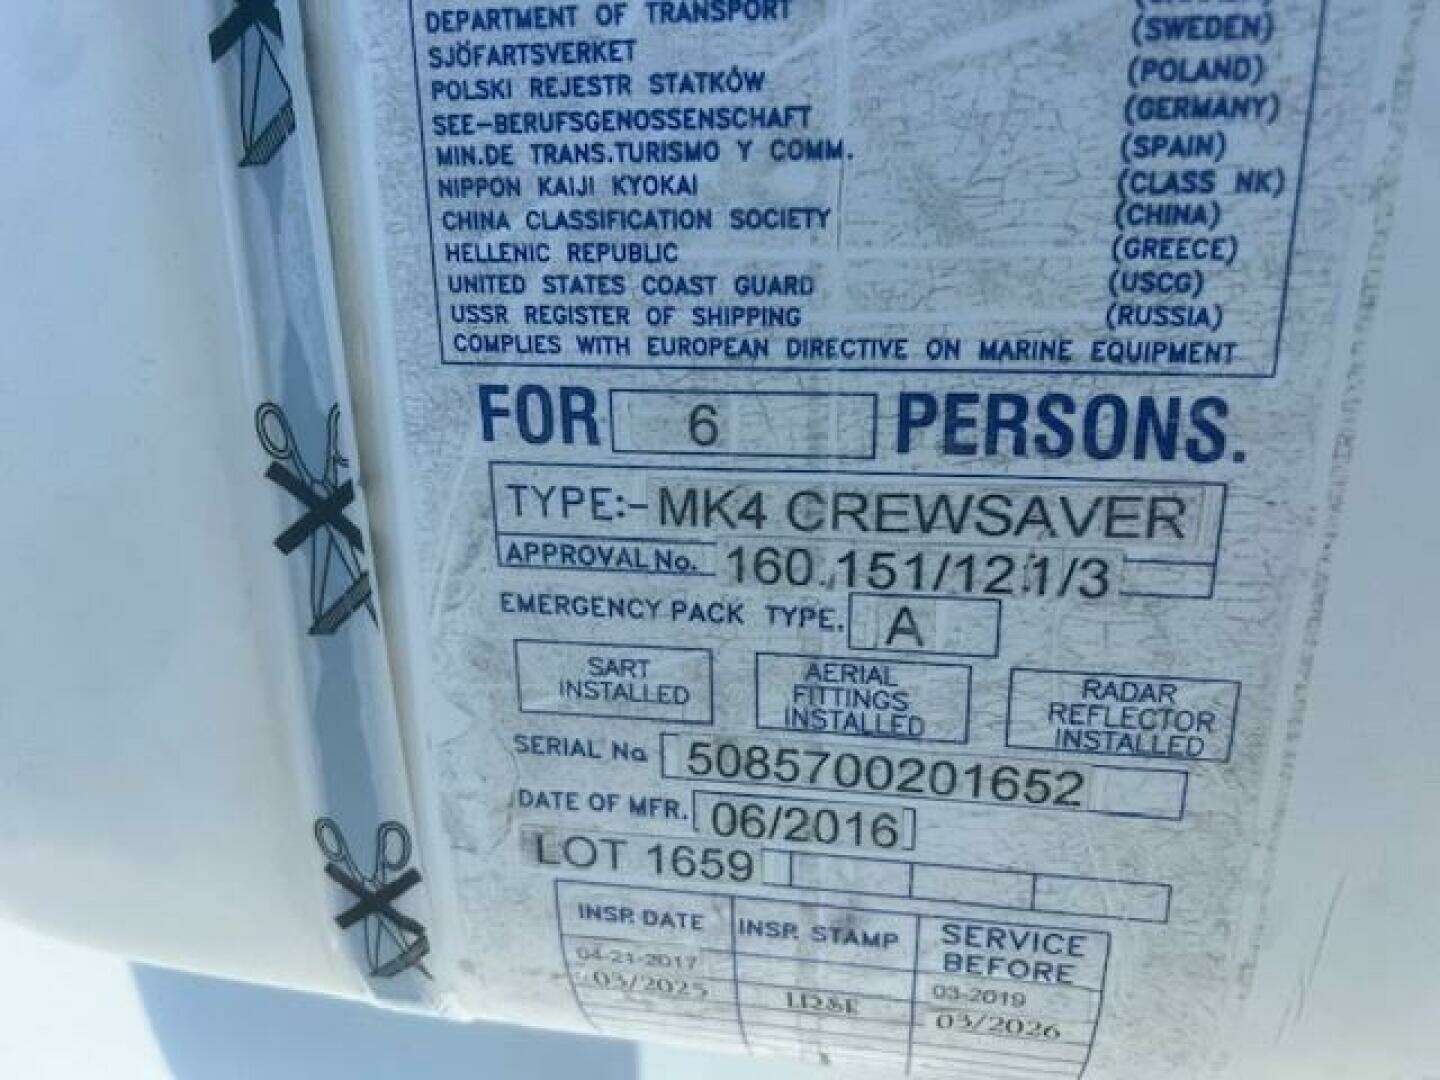 DEPARTMENT OF TRANSPORT
SJÖFARTSVERKET (SWEDEN)
POLSKI REJESTR STATKÓW (POLAND)
SEE-BERUFSGENOSSENSCHAFT (GERMANY)
MIN.DE TRANS.TURISMO Y COMM. (SPAIN)
NIPPON KAIJI KYOKAI (CLASS NK)
CHINA CLASSIFICATION SOCIETY (CHINA)
HELLENIC REPUBLIC (GREECE)
UNITED STATES COAST GUARD (USCG)
USSR REGISTER OF SHIPPING (RUSSIA)
COMPLIES WITH EUROPEAN DIRECTIVE ON MARINE EQUIPMENT
FOR 6 PERSONS.
TYPE:- MK4 CREWSAVER
APPROVAL No. 160.151/12.1/3
EMERGENCY PACK TYPE. A
SART INSTALLED
AERIAL FITTINGS INSTALLED
RADAR REFLECTOR INSTALLED
SERIAL No 5085700201652
DATE OF MFR. 06/2016
LOT 1659
INSP. DATE INSP. STAMP SERVICE BEFORE
04-21-2017 03-2019
03/2025 03/2026